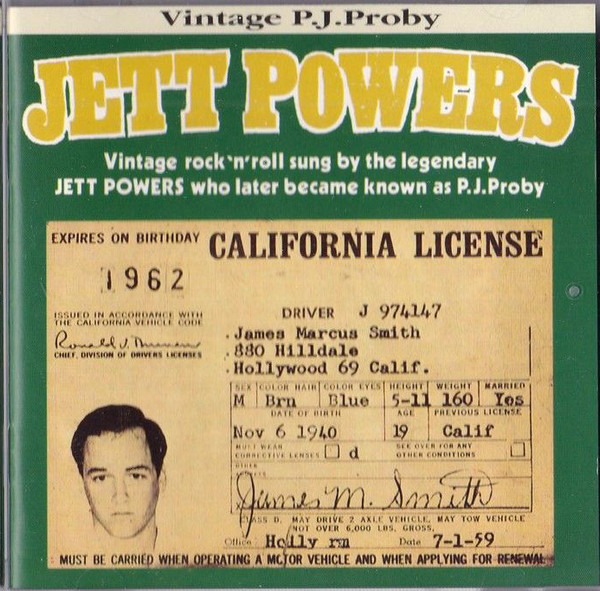 Vintage P.J.Proby
JETT POWERS
Vintage rock'n'roll sung by the legendary
JETT POWERS who later became known as P.J.Proby
EXPIRES ON BIRTHDAY
CALIFORNIA LICENSE
1962
ISSUED IN ACCORDANCE WITH
THE CALIFORNIA VEHICLE CODE
DRIVER J 974147
CHIEF, DIVISION OF DRIVERS LICENSES
James Marcus Smith
880 Hilldale
Hollywood 69 Calif.
SEX COLOR HAIR COLOR EYES HEIGHT WEIGHT MARRIED
M Brn Blue 5-11 160 Yes
DATE OF BIRTH AGE PREVIOUS LICENSE
Nov 6 1940 19 Calif
MUST WEAR
CORRECTIVE LENSES d
SEE OVER FOR ANY
OTHER CONDITIONS
OTHER
James M. Smith
CLASS D. MAY DRIVE 2 AXLE VEHICLE, MAY TOW VEHICLE
NOT OVER 6,000 LBS, GROSS.
Office Holly rm Date 7-1-59
MUST BE CARRIED WHEN OPERATING A MOTOR VEHICLE AND WHEN APPLYING FOR RENEWAL